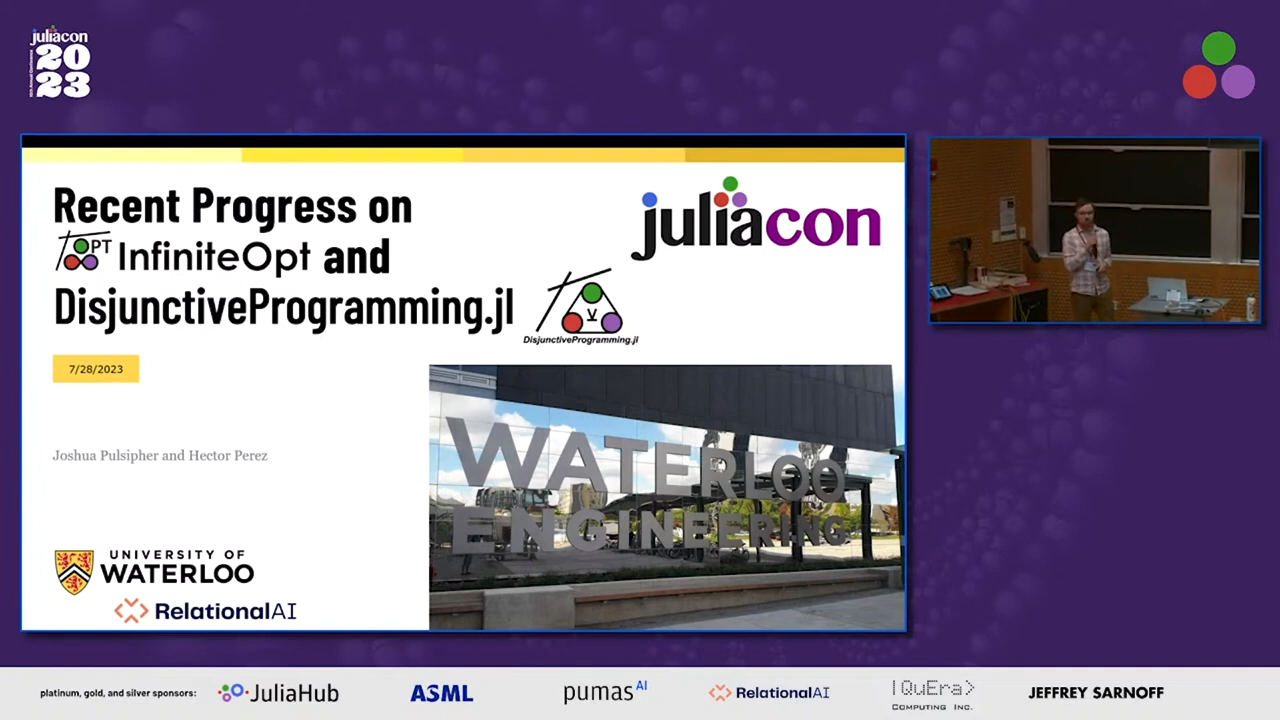 juliacon
20
23
Recent Progress on
OPT InfiniteOpt and
DisjunctiveProgramming.jl
juliacon
DisjunctiveProgramming.jl
7/28/2023
Joshua Pulsipher and Hector Perez
UNIVERSITY OF
WATERLOO
RelationalAI
WATERLOO
ENGINEERING
platinum, gold, and silver sponsors:
JuliaHub
ASML
pumas AI
RelationalAI
|QuEra>
COMPUTING INC.
JEFFREY SARNOFF